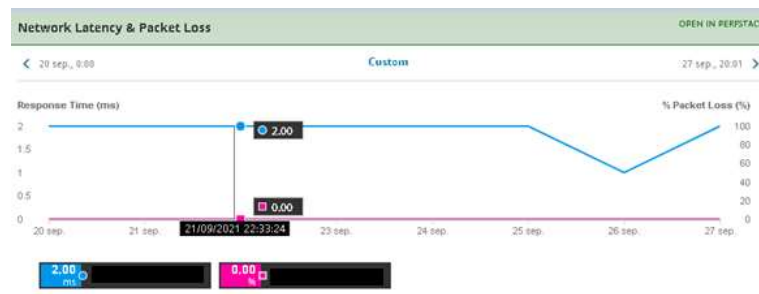 Network Latency & Packet Loss
OPEN IN PERFSTAC
20 sep., 0:00
Custom
27 sep., 20:01
Response Time (ms)
% Packet Loss (%)
2
1.5
1
0.5
0
100
80
60
40
20
0
2.00
0.00
20 sep.
21 sep.
21/09/2021 22:33:24
23 sep.
24 sep.
25 sep.
26 sep.
27 sep.
2.00
ms
0.00
%